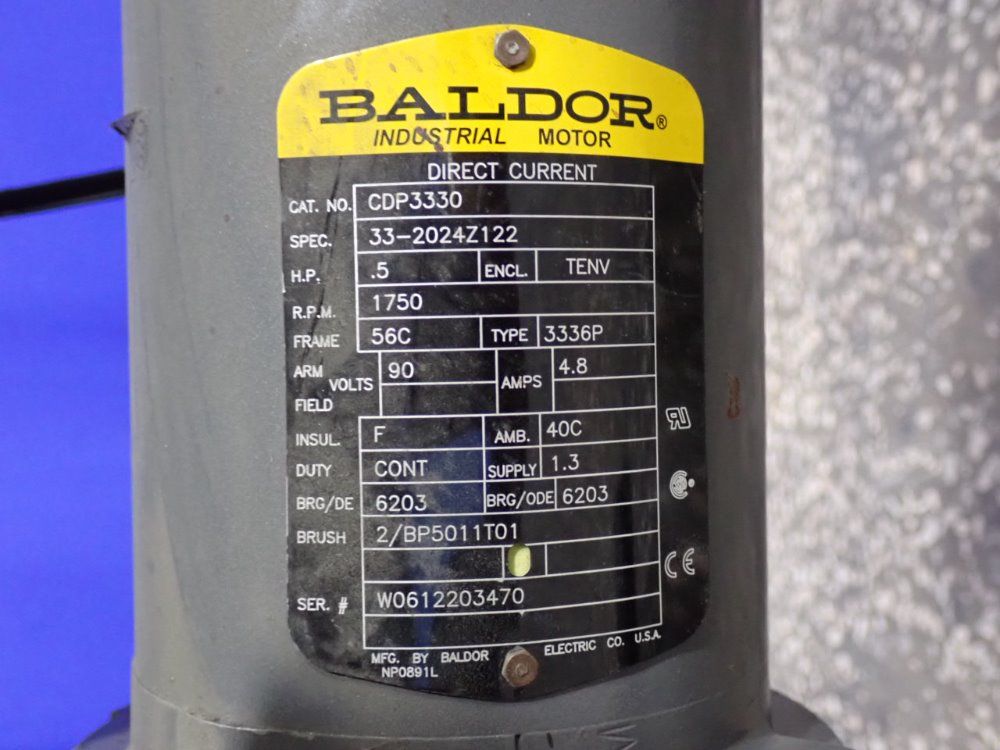 BALDOR®
INDUSTRIAL MOTOR
DIRECT CURRENT
CAT. NO. CDP3330
SPEC. 33-2024Z122
H.P. .5 ENCL. TENV
R.P.M. 1750
FRAME 56C TYPE 3336P
ARM VOLTS 90 AMPS 4.8
FIELD
INSUL. F AMB. 40C
DUTY CONT SUPPLY 1.3
BRG/DE 6203 BRG/ODE 6203
BRUSH 2/BP5011T01
CE
SER. # W0612203470
MFG. BY BALDOR ELECTRIC CO. U.S.A.
NP0891L